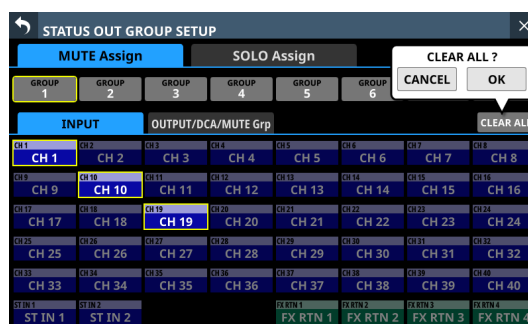 STATUS OUT GROUP SETUP
MUTE Assign SOLO Assign
CLEAR ALL ?
CANCEL OK
GROUP 1 GROUP 2 GROUP 3 GROUP 4 GROUP 5 GROUP 6
INPUT OUTPUT/DCA/MUTE Grp CLEAR ALL
CH 1 CH 2 CH 3 CH 4 CH 5 CH 6 CH 7 CH 8
CH 1 CH 2 CH 3 CH 4 CH 5 CH 6 CH 7 CH 8
CH 9 CH 10 CH 11 CH 12 CH 13 CH 14 CH 15 CH 16
CH 9 CH 10 CH 11 CH 12 CH 13 CH 14 CH 15 CH 16
CH 17 CH 18 CH 19 CH 20 CH 21 CH 22 CH 23 CH 24
CH 17 CH 18 CH 19 CH 20 CH 21 CH 22 CH 23 CH 24
CH 25 CH 26 CH 27 CH 28 CH 29 CH 30 CH 31 CH 32
CH 25 CH 26 CH 27 CH 28 CH 29 CH 30 CH 31 CH 32
CH 33 CH 34 CH 35 CH 36 CH 37 CH 38 CH 39 CH 40
CH 33 CH 34 CH 35 CH 36 CH 37 CH 38 CH 39 CH 40
ST IN 1 ST IN 2 FX RTN 1 FX RTN 2 FX RTN 3 FX RTN 4
ST IN 1 ST IN 2 FX RTN 1 FX RTN 2 FX RTN 3 FX RTN 4